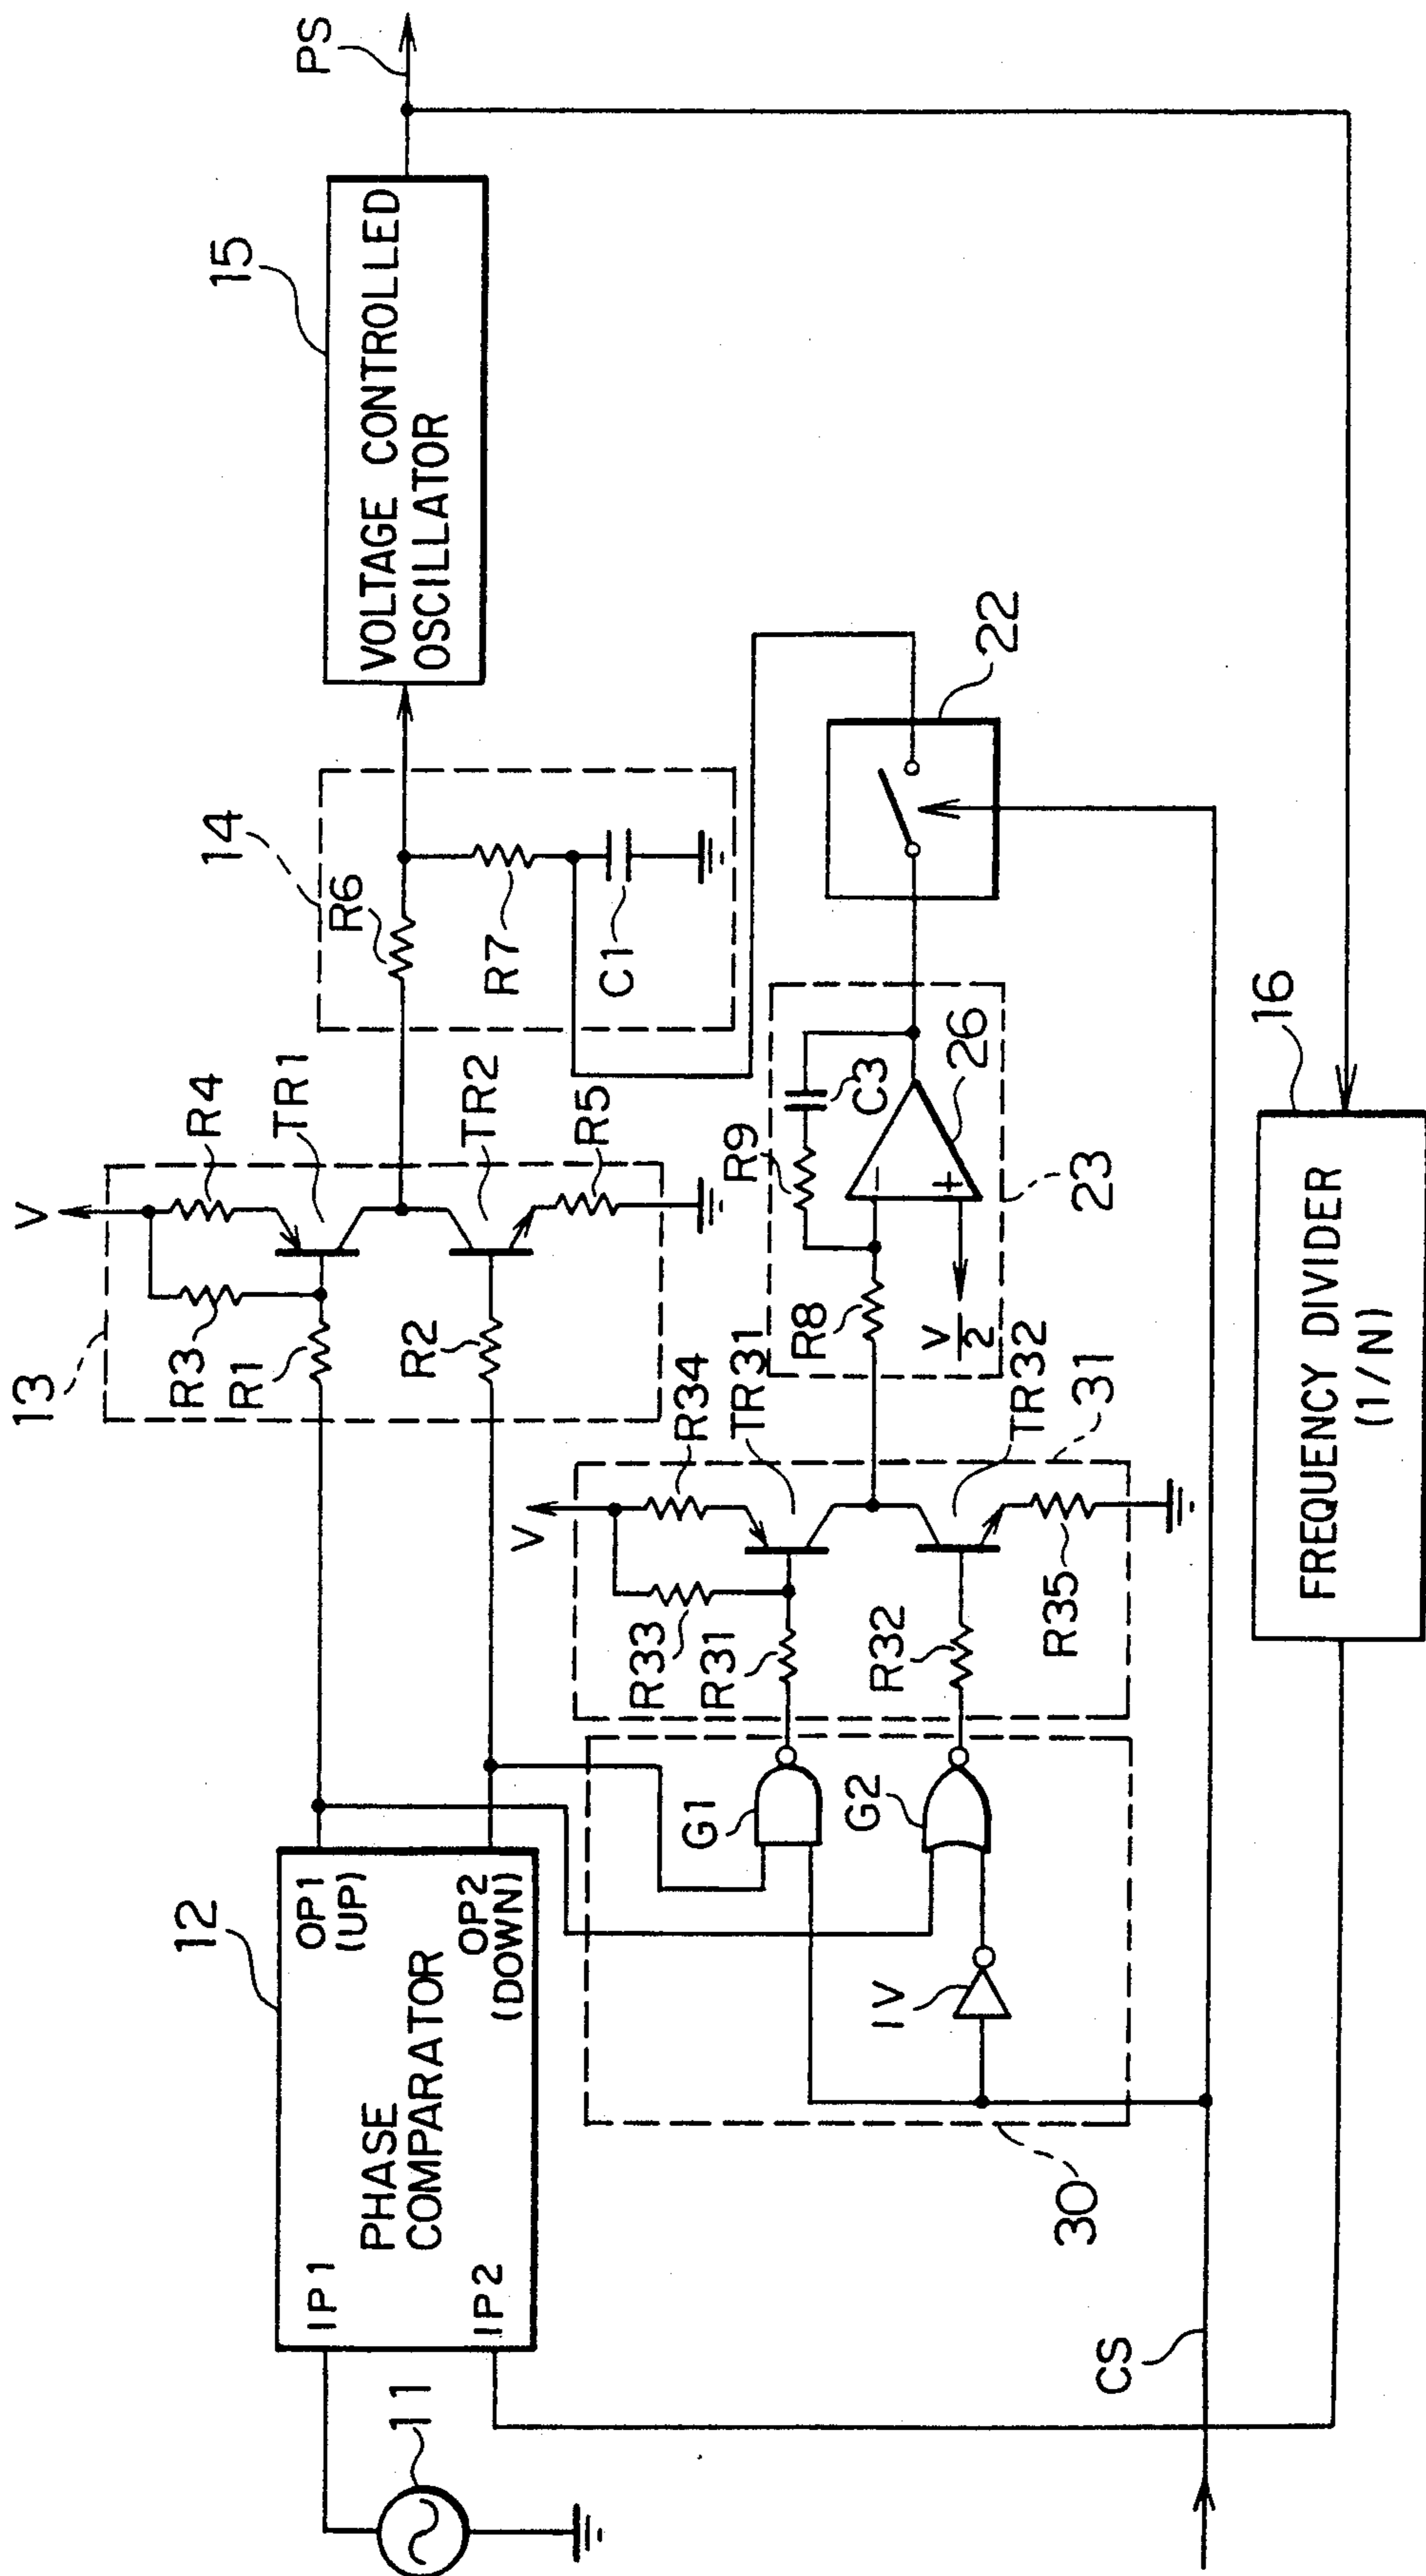 11
IP1
IP2
PHASE
COMPARATOR
OP1
(UP)
OP2
(DOWN)
12
13
V
R3
R1
R2
R4
TR1
TR2
R5
14
R6
R7
C1
15
VOLTAGE CONTROLLED
OSCILLATOR
PS
30
IV
G1
G2
V
R33
R31
R32
R34
TR31
TR32
R35
31
R8
R9
C3
26
V
2
23
22
CS
16
FREQUENCY DIVIDER
(1/N)